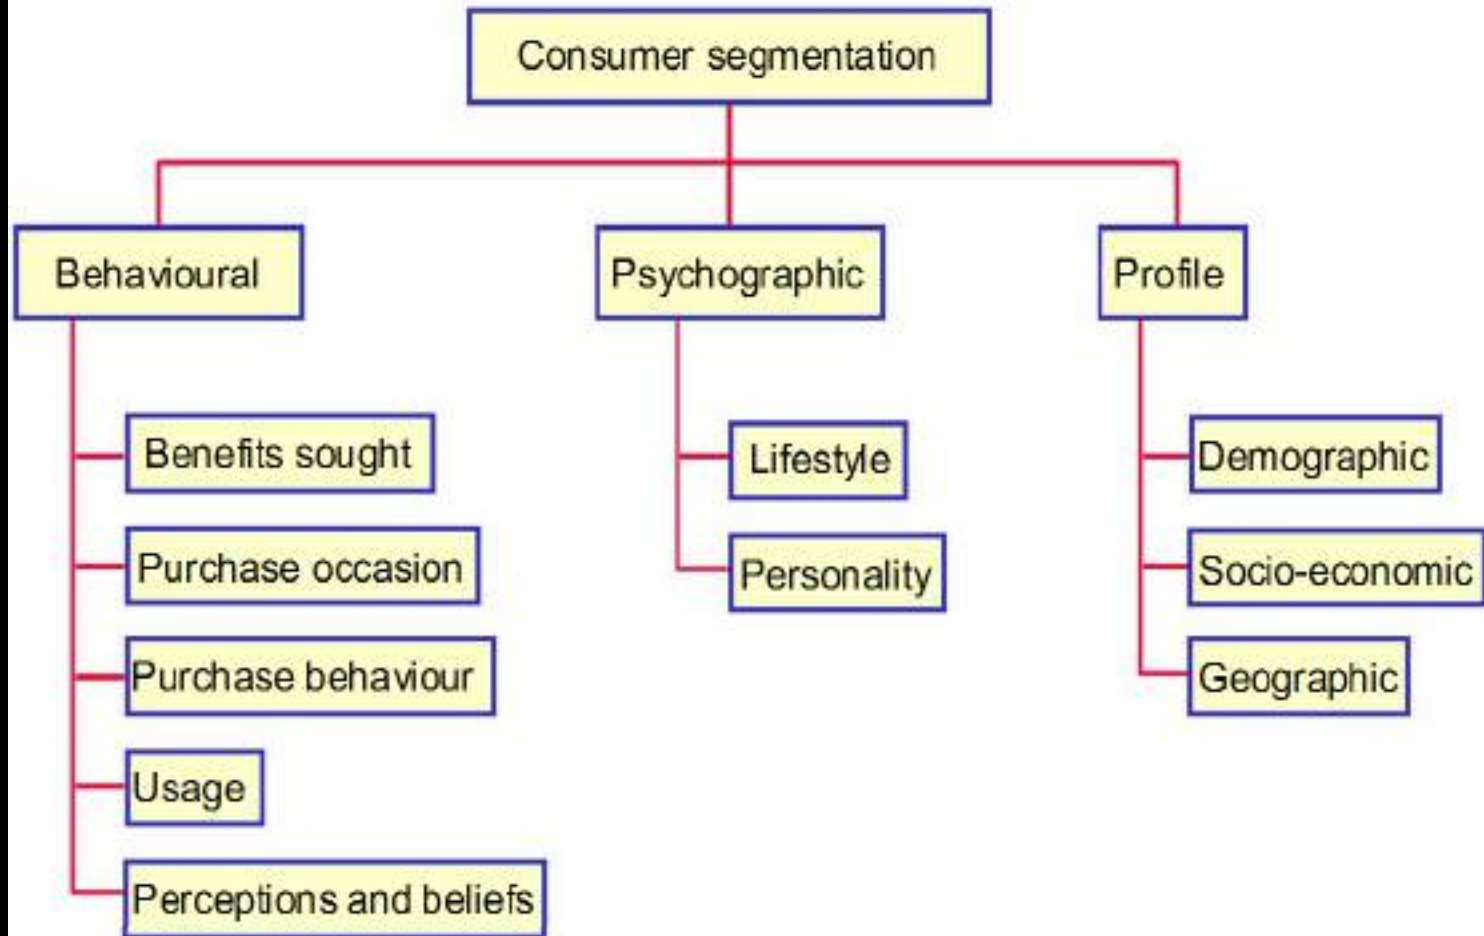 Consumer segmentation
Behavioural
Psychographic
Profile
Benefits sought
Purchase occasion
Purchase behaviour
Usage
Perceptions and beliefs
Lifestyle
Personality
Demographic
Socio-economic
Geographic